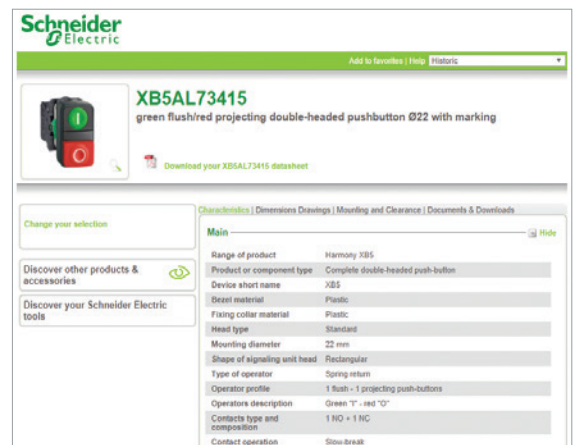 Schneider
Electric
Add to favorites | Help Historic
XB5AL73415
green flush/red projecting double-headed pushbutton Ø22 with marking
I
O
Download your XB5AL73415 datasheet
Characteristics | Dimensions Drawings | Mounting and Clearance | Documents & Downloads
Change your selection
Discover other products &
accessories
Discover your Schneider Electric
tools
Main
Hide
Range of product Harmony XB5
Product or component type Complete double-headed push-button
Device short name XB5
Bezel material Plastic
Fixing collar material Plastic
Head type Standard
Mounting diameter 22 mm
Shape of signaling unit head Rectangular
Type of operator Spring return
Operator profile 1 flush - 1 projecting push-buttons
Operators description Green "I" - red "O"
Contacts type and
composition 1 NO + 1 NC
Contact operation Slow-break